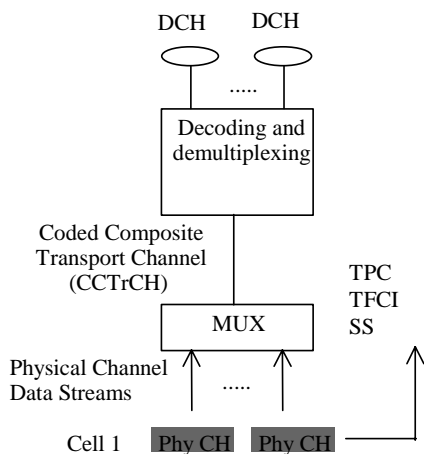 DCH DCH
.....
Decoding and
demultiplexing
Coded Composite
Transport Channel
(CCTrCH)
TPC
TFCI
SS
MUX
Physical Channel
Data Streams
.....
Cell 1 Phy CH Phy CH